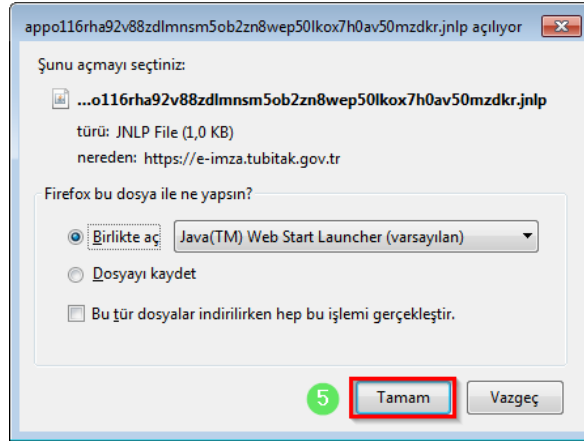 appo116rha92v88zdlmnsm5ob2zn8wep50lkox7h0av50mzdkr.jnlp açılıyor
Şunu açmayı seçtiniz:
...o116rha92v88zdlmnsm5ob2zn8wep50lkox7h0av50mzdkr.jnlp
türü: JNLP File (1,0 KB)
nereden: https://e-imza.tubitak.gov.tr
Firefox bu dosya ile ne yapsın?
Birlikte aç Java(TM) Web Start Launcher (varsayılan)
Dosyayı kaydet
Bu tür dosyalar indirilirken hep bu işlemi gerçekleştir.
5 Tamam Vazgeç